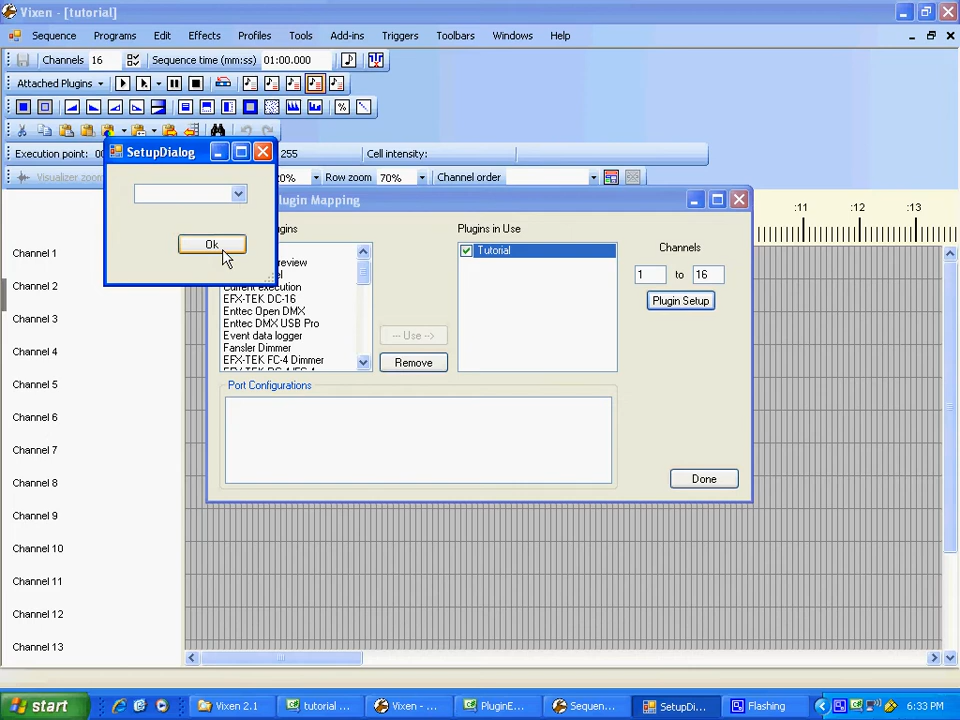 Vixen - [tutorial]
Sequence Programs Edit Effects Profiles Tools Add-ins Triggers Toolbars Windows Help
Channels 16 Sequence time (mm:ss) 01:00.000
Attached Plugins
Execution point: 00 255 Cell intensity:
SetupDialog
Visualizer zoom 20% Row zoom 70% Channel order
Plugin Mapping
:11 :12 :13
Ok
Plugins in Use
Tutorial
Channels
1 to 16
Plugin Setup
Current execution
EFX-TEK DC-16
Enttec Open DMX
Enttec DMX USB Pro
Event data logger
Fansler Dimmer
EFX-TEK FC-4 Dimmer
-- Use -->
Remove
Port Configurations
Done
Channel 1
Channel 2
Channel 3
Channel 4
Channel 5
Channel 6
Channel 7
Channel 8
Channel 9
Channel 10
Channel 11
Channel 12
Channel 13
start Vixen 2.1 tutorial ... Vixen - ... PluginE... Sequen... SetupDi... Flashing 6:33 PM